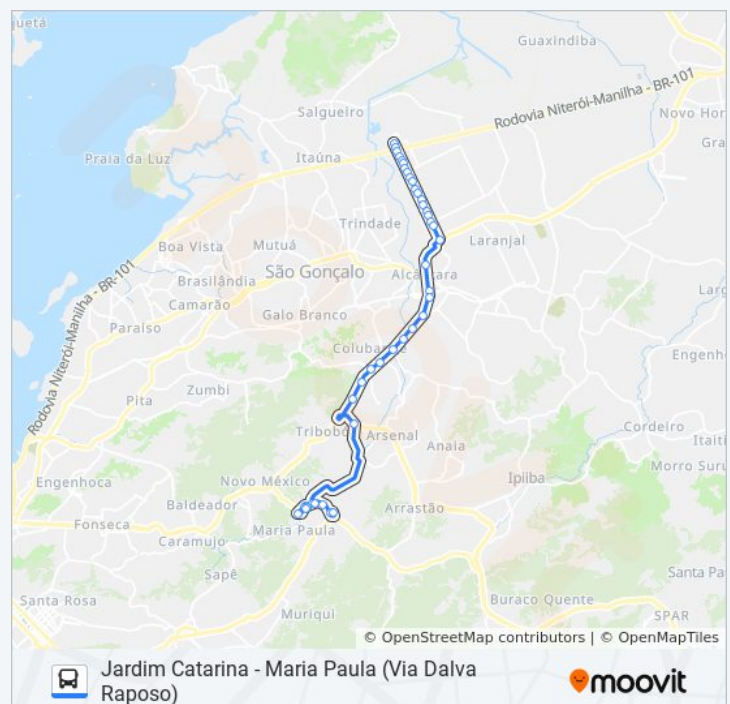 quetá
Guaxindiba
Rodovia Niterói-Manilha - BR-101
Novo Hor
Salgueiro
Gra
Praia da Luz
Itaúna
Trindade
Laranjal
Boa Vista
Mutuá
São Gonçalo
Alcântara
Brasilândia
Larg
Camarão
Rodovia Niterói-Manilha - BR-101
Galo Branco
Paraíso
Colubande
Engenho
Zumbi
Pita
Cordeiro
Tribobó
Arsenal
Itaiti
Anaia
Morro Suru
Engenhoca
Novo México
Ipiíba
Baldeador
Arrastão
Fonseca
Maria Paula
Caramujo
Sapê
Santa Pa
Santa Rosa
Buraco Quente
Muriqui
SPAR
© OpenStreetMap contributors | © OpenMapTiles
Jardim Catarina - Maria Paula (Via Dalva
Raposo)
moovit